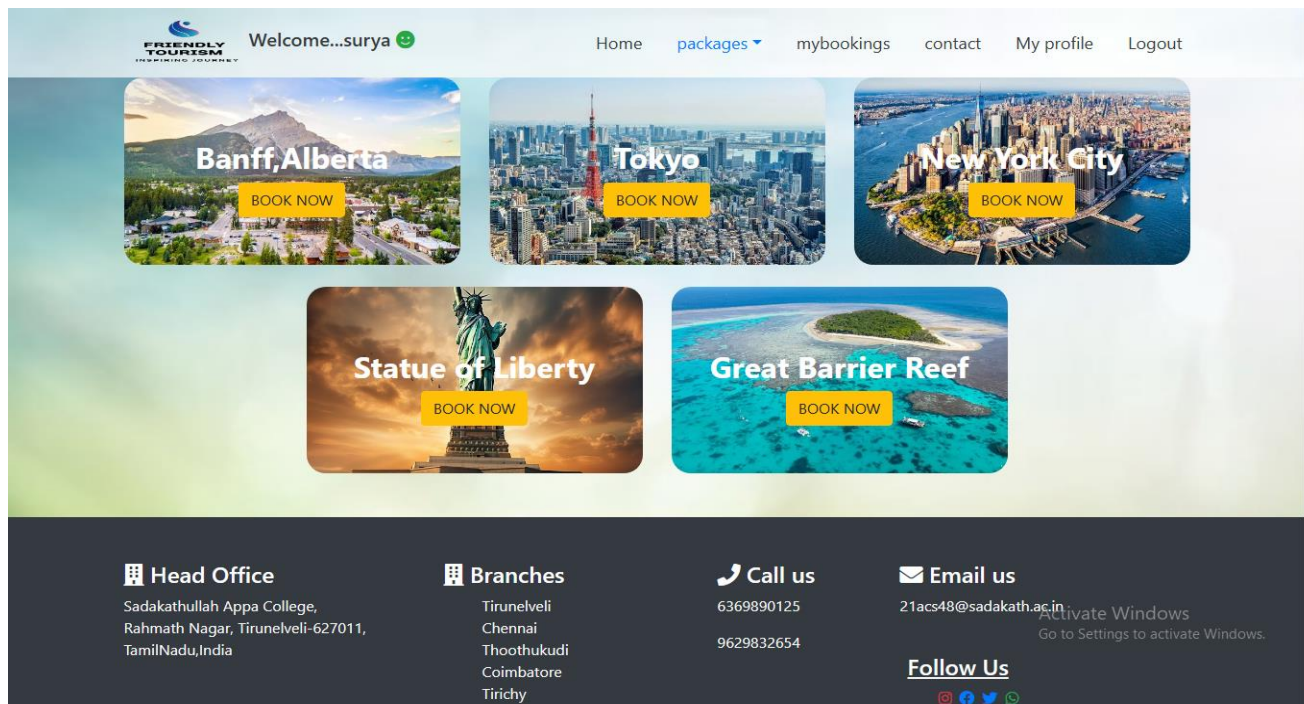 FRIENDLY
TOURISM
INSPIRING JOURNEY
Welcome...surya
Home packages mybookings contact My profile Logout
Banff,Alberta
BOOK NOW
Tokyo
BOOK NOW
New York City
BOOK NOW
Statue of Liberty
BOOK NOW
Great Barrier Reef
BOOK NOW
Head Office
Sadakathullah Appa College,
Rahmath Nagar, Tirunelveli-627011,
TamilNadu,India
Branches
Tirunelveli
Chennai
Thoothukudi
Coimbatore
Tirichy
Call us
6369890125
9629832654
Email us
21acs48@sadakath.ac.in
Follow Us
Activate Windows
Go to Settings to activate Windows.